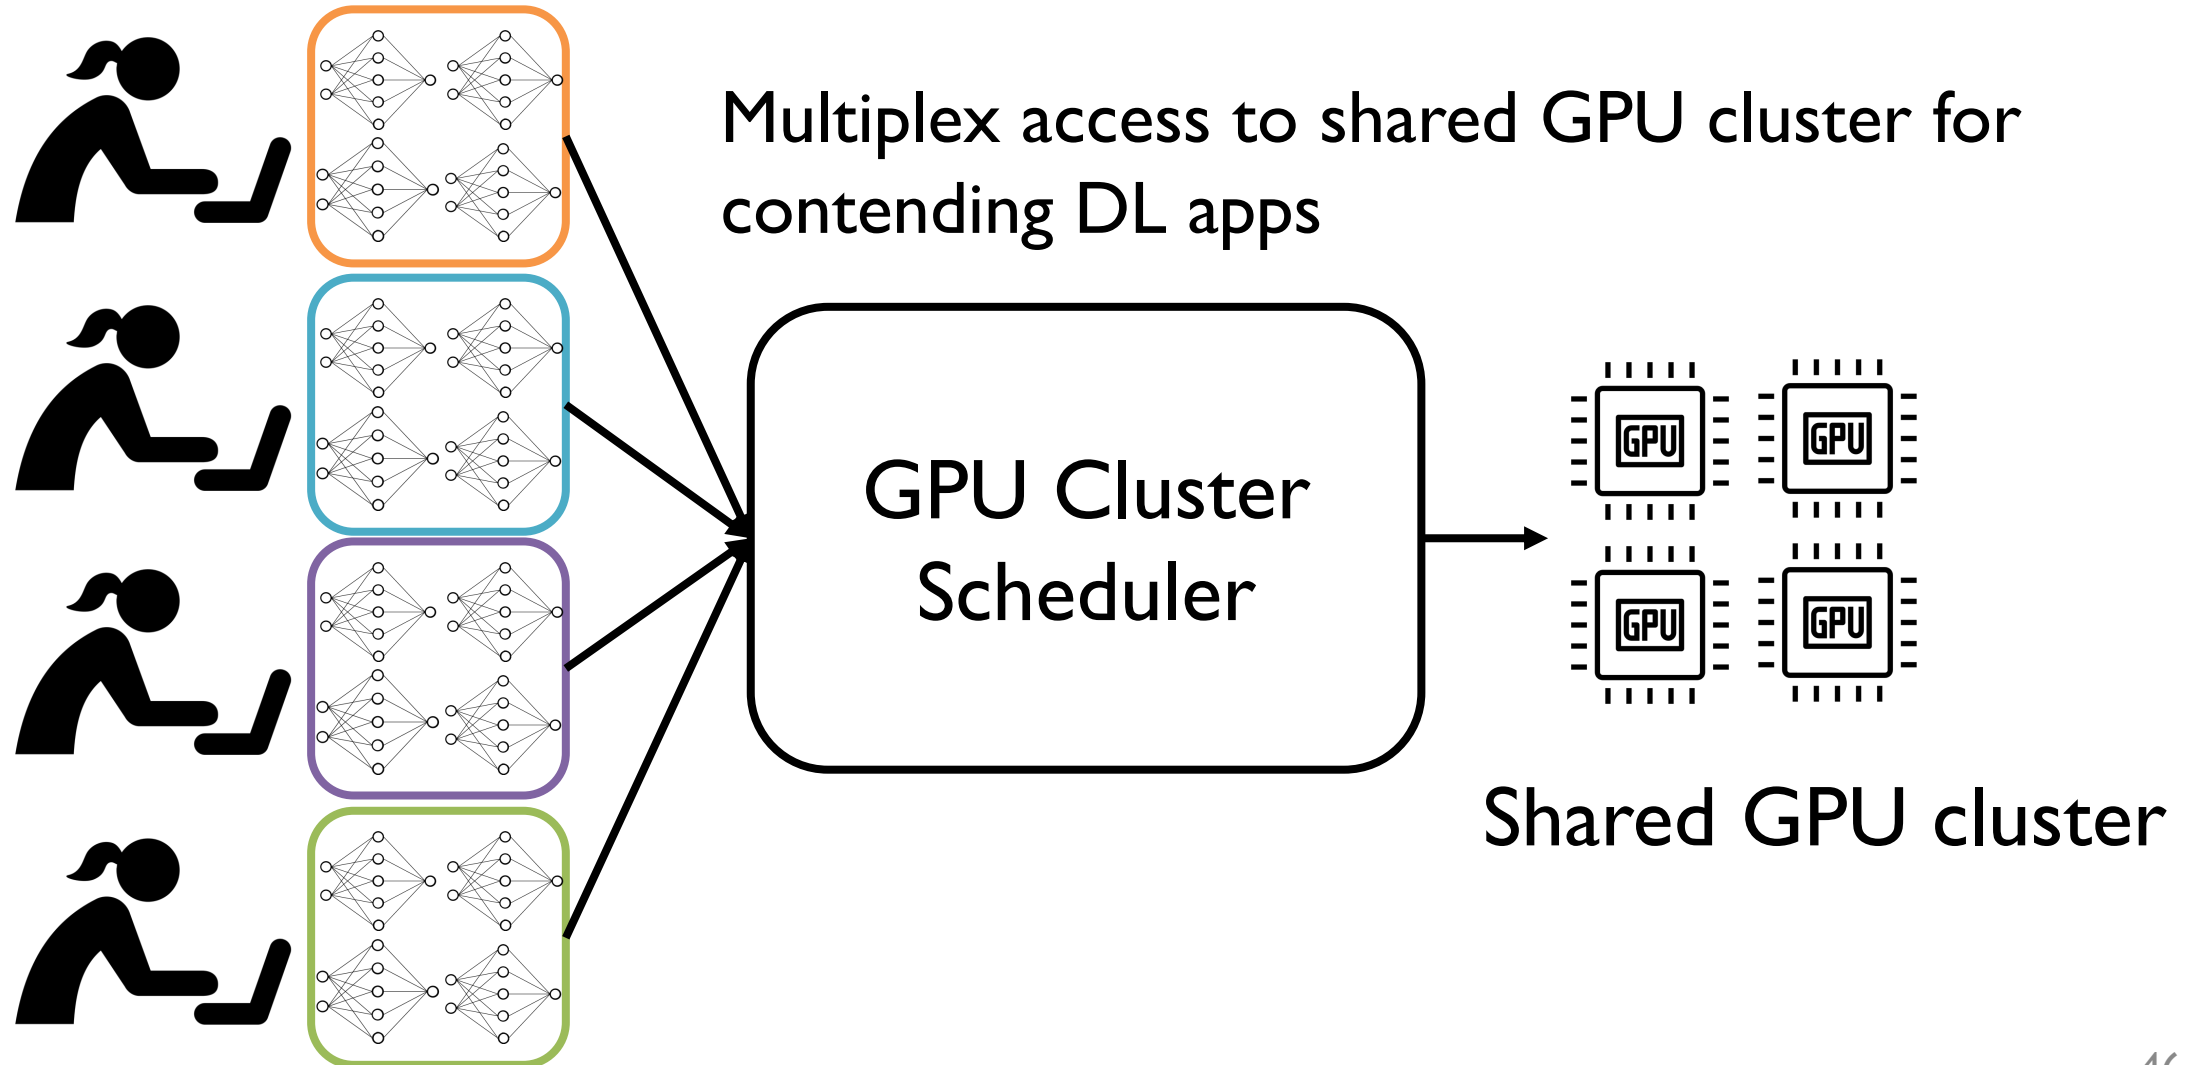 Multiplex access to shared GPU cluster for
contending DL apps
GPU Cluster
Scheduler
GPU
GPU
GPU
GPU
Shared GPU cluster